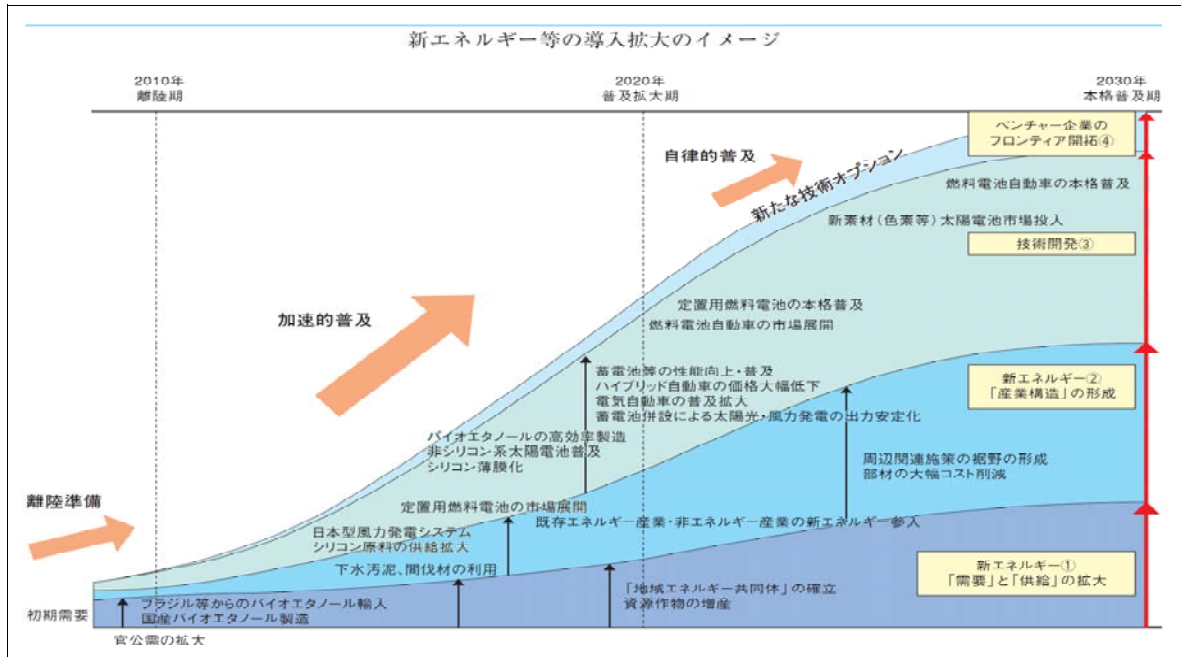 新エネルギー等の導入拡大のイメージ
2010年
離陸期
2020年
普及拡大期
2030年
本格普及期
ベンチャー企業の
フロンティア開拓④
自律的普及
新たな技術オプション
燃料電池自動車の本格普及
新素材(色素等)太陽電池市場投入
技術開発③
加速的普及
定置用燃料電池の本格普及
燃料電池自動車の市場展開
蓄電池等の性能向上・普及
ハイブリッド自動車の価格大幅低下
電気自動車の普及拡大
蓄電池併設による太陽光・風力発電の出力安定化
新エネルギー②
「産業構造」の形成
バイオエタノールの高効率製造
非シリコン系太陽電池普及
シリコン薄膜化
周辺関連施策の裾野の形成
部材の大幅コスト削減
離陸準備
定置用燃料電池の市場展開
既存エネルギー産業・非エネルギー産業の新エネルギー参入
日本型風力発電システム
シリコン原料の供給拡大
下水汚泥、間伐材の利用
新エネルギー①
「需要」と「供給」の拡大
「地域エネルギー共同体」の確立
資源作物の増産
初期需要
ブラジル等からのバイオエタノール輸入
国産バイオエタノール製造
官公需の拡大